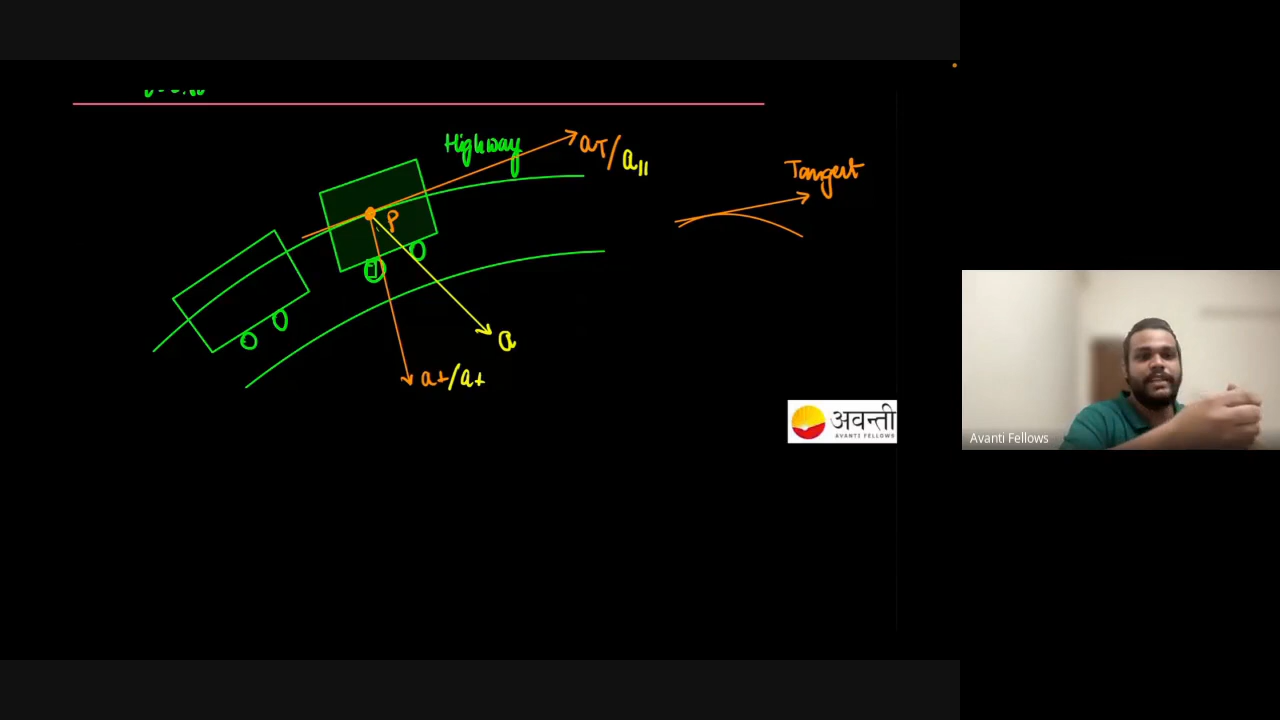 Highway
aT/a||
Tangent
P
a
a⊥/a⊥
अवन्ती
AVANTI FELLOWS
Avanti Fellows